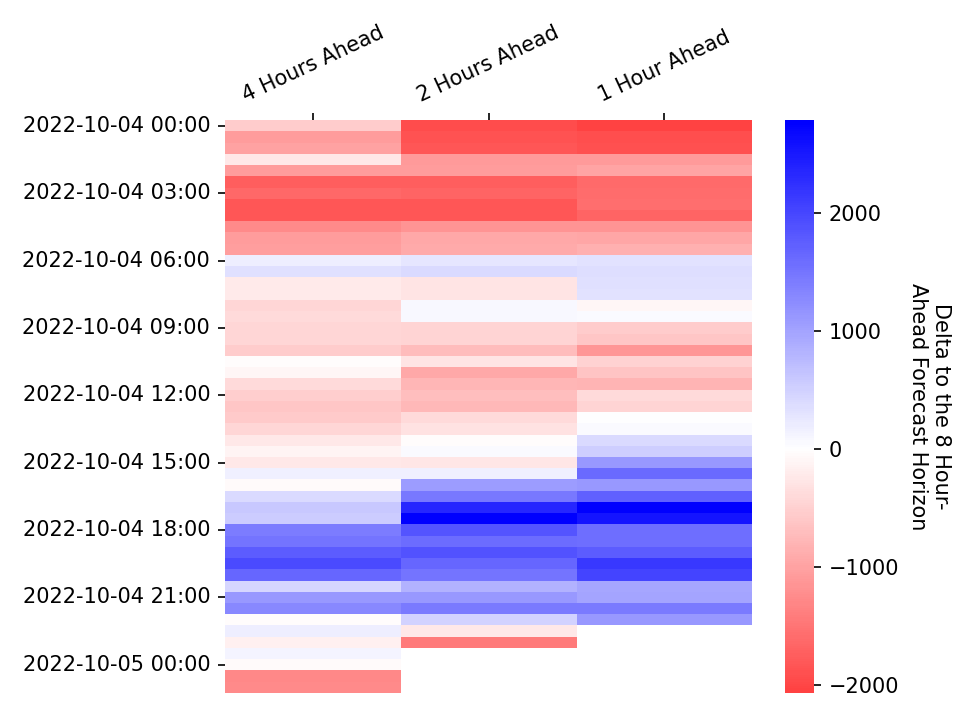 4 Hours Ahead
2 Hours Ahead
1 Hour Ahead
2022-10-04 00:00
2022-10-04 03:00
2022-10-04 06:00
2022-10-04 09:00
2022-10-04 12:00
2022-10-04 15:00
2022-10-04 18:00
2022-10-04 21:00
2022-10-05 00:00
2000
1000
0
−1000
−2000
Delta to the 8 Hour-
Ahead Forecast Horizon